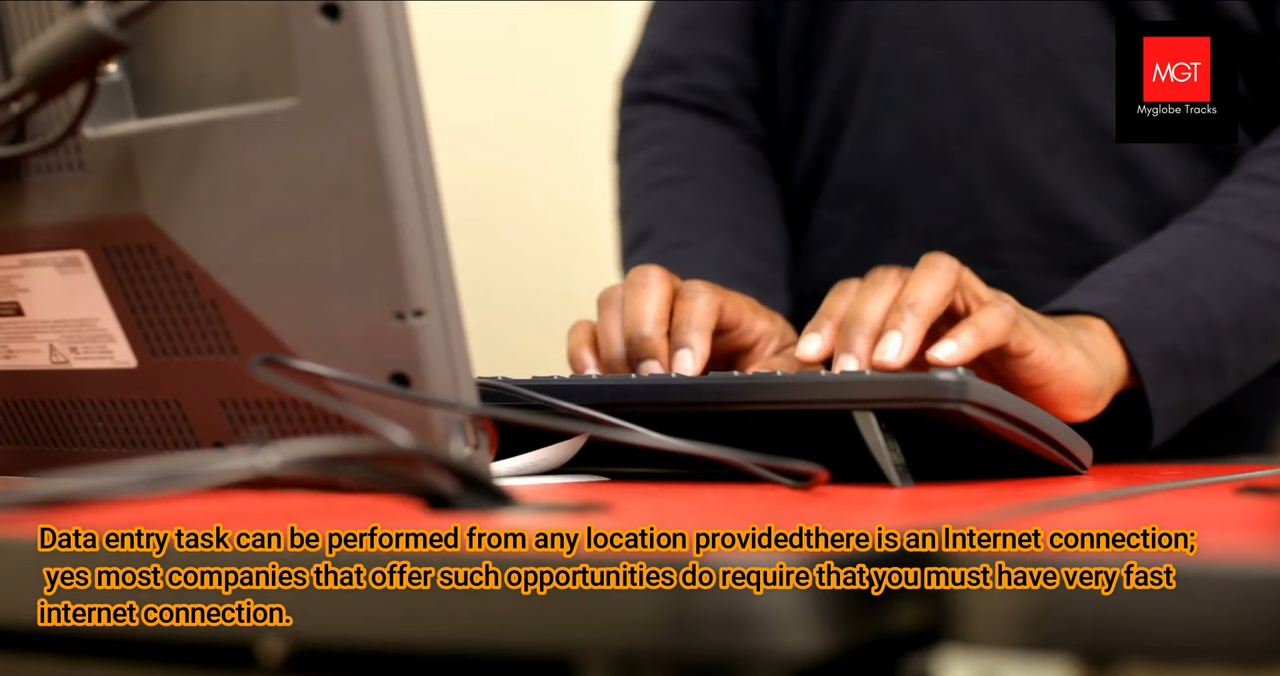 MGT
Myglobe Tracks
Data entry task can be performed from any location providedthere is an Internet connection;
yes most companies that offer such opportunities do require that you must have very fast
internet connection.